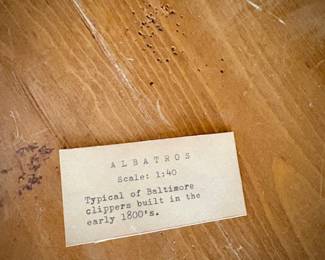 ALBATROS
Scale: 1:40
Typical of Baltimore
clippers built in the
early 1800's.